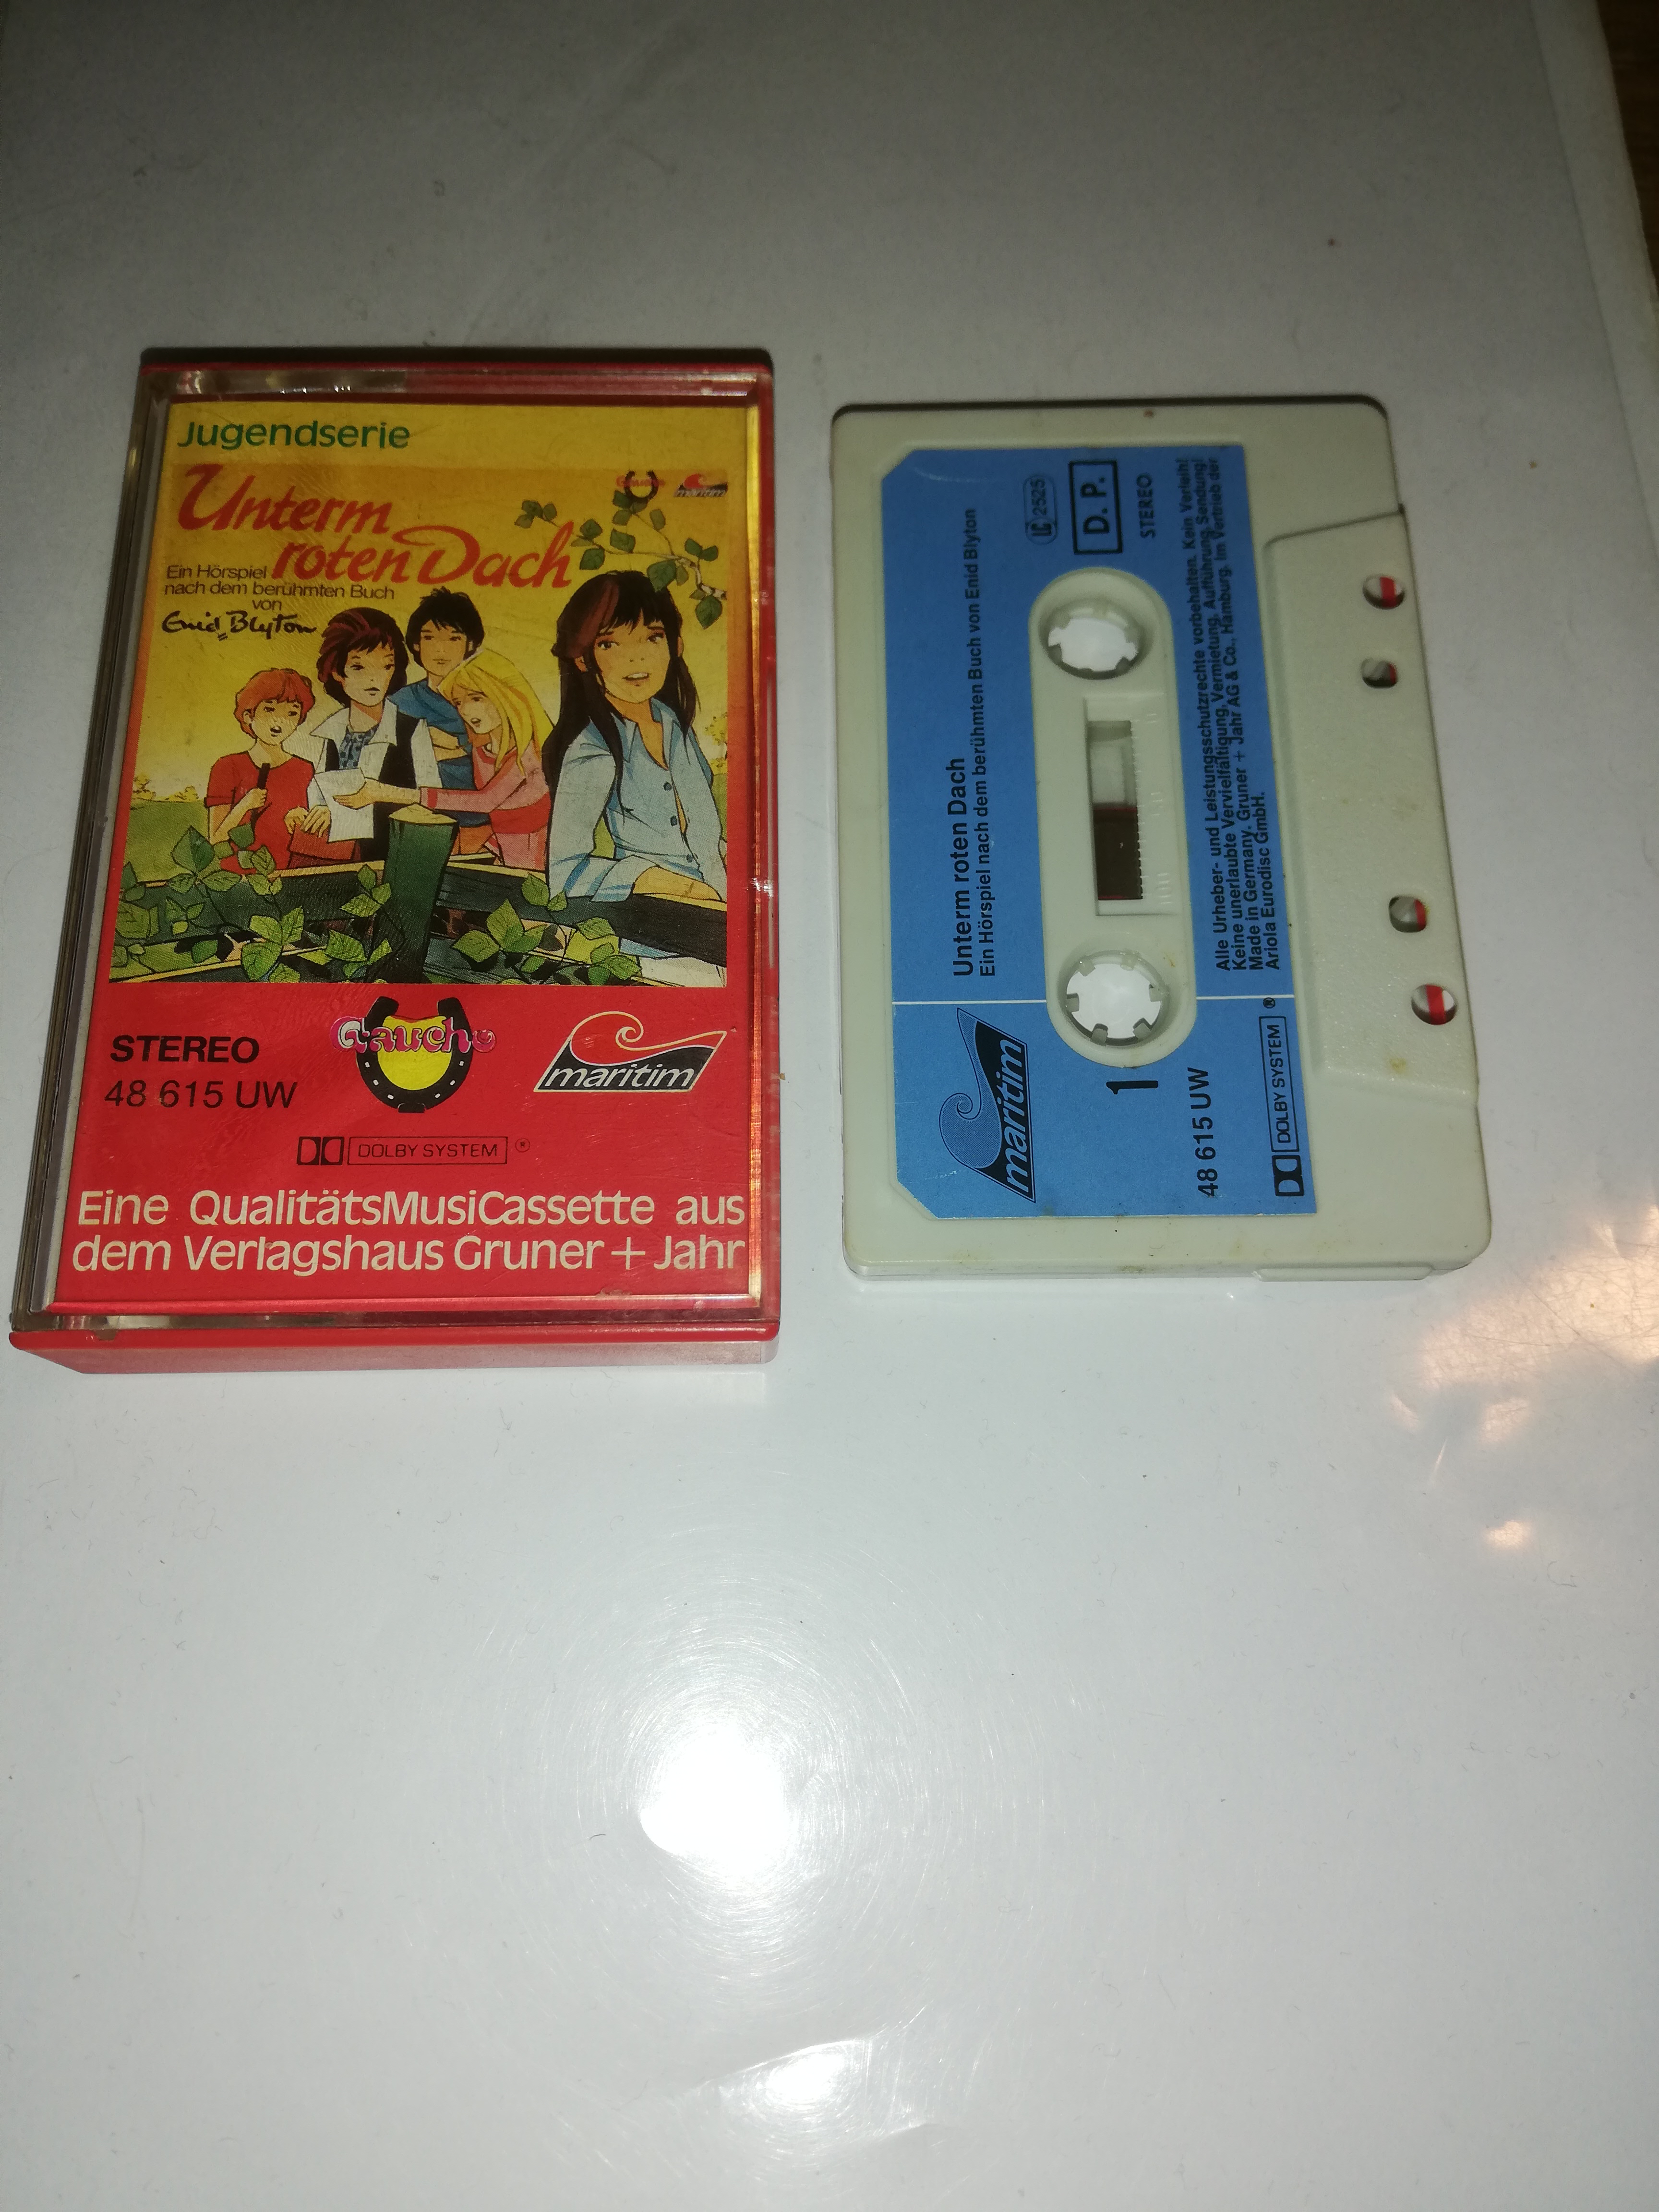 Jugendserie
Unterm
roten Dach
Gaucho
maritim
Ein Hörspiel
nach dem berühmten Buch
von
Enid Blyton
STEREO
48 615 UW
Gaucho
maritim
DOLBY SYSTEM ®
Eine QualitätsMusiCassette aus
dem Verlagshaus Gruner + Jahr
maritim
Unterm roten Dach
Ein Hörspiel nach dem berühmten Buch von Enid Blyton
LC 2525
D. P.
STEREO
1
48 615 UW
DOLBY SYSTEM ®
Alle Urheber- und Leistungsschutzrechte vorbehalten. Kein Verleih!
Keine unerlaubte Vervielfältigung, Vermietung, Aufführung, Sendung!
Made in Germany. Gruner + Jahr AG & Co., Hamburg. Im Vertrieb der
Ariola Eurodisc GmbH.